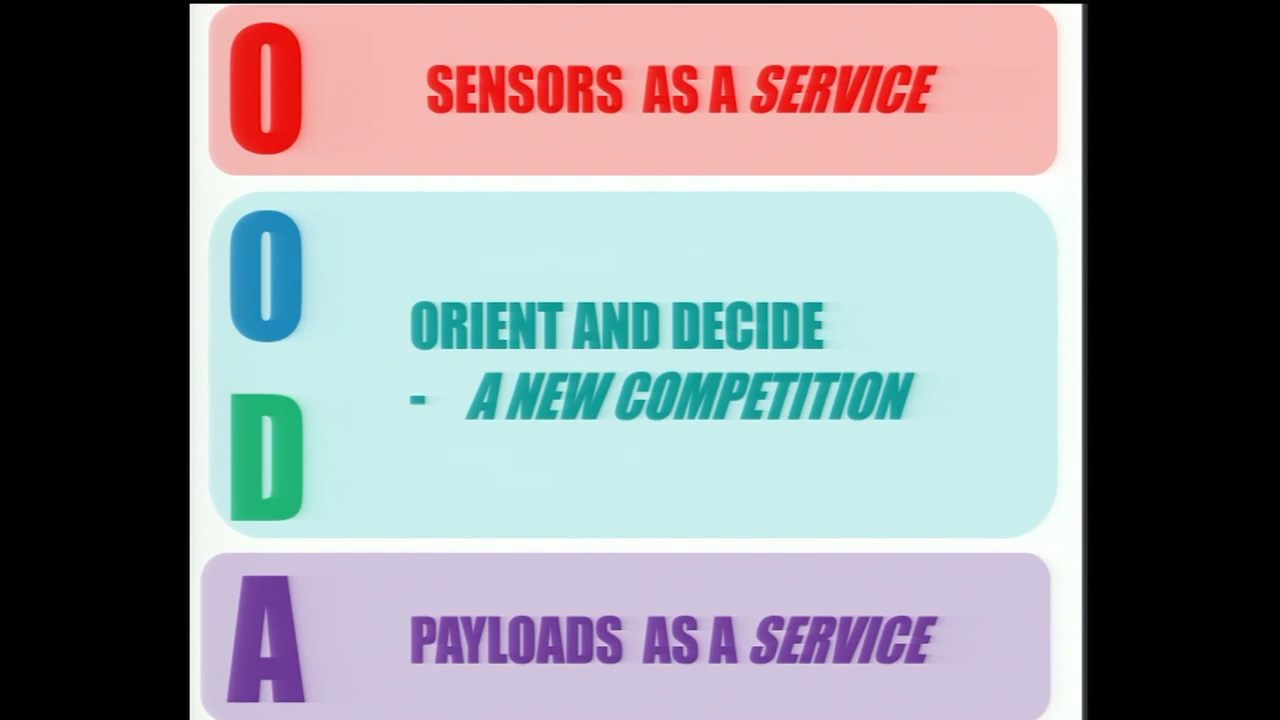 O
SENSORS AS A SERVICE
O
ORIENT AND DECIDE
- A NEW COMPETITION
D
A
PAYLOADS AS A SERVICE